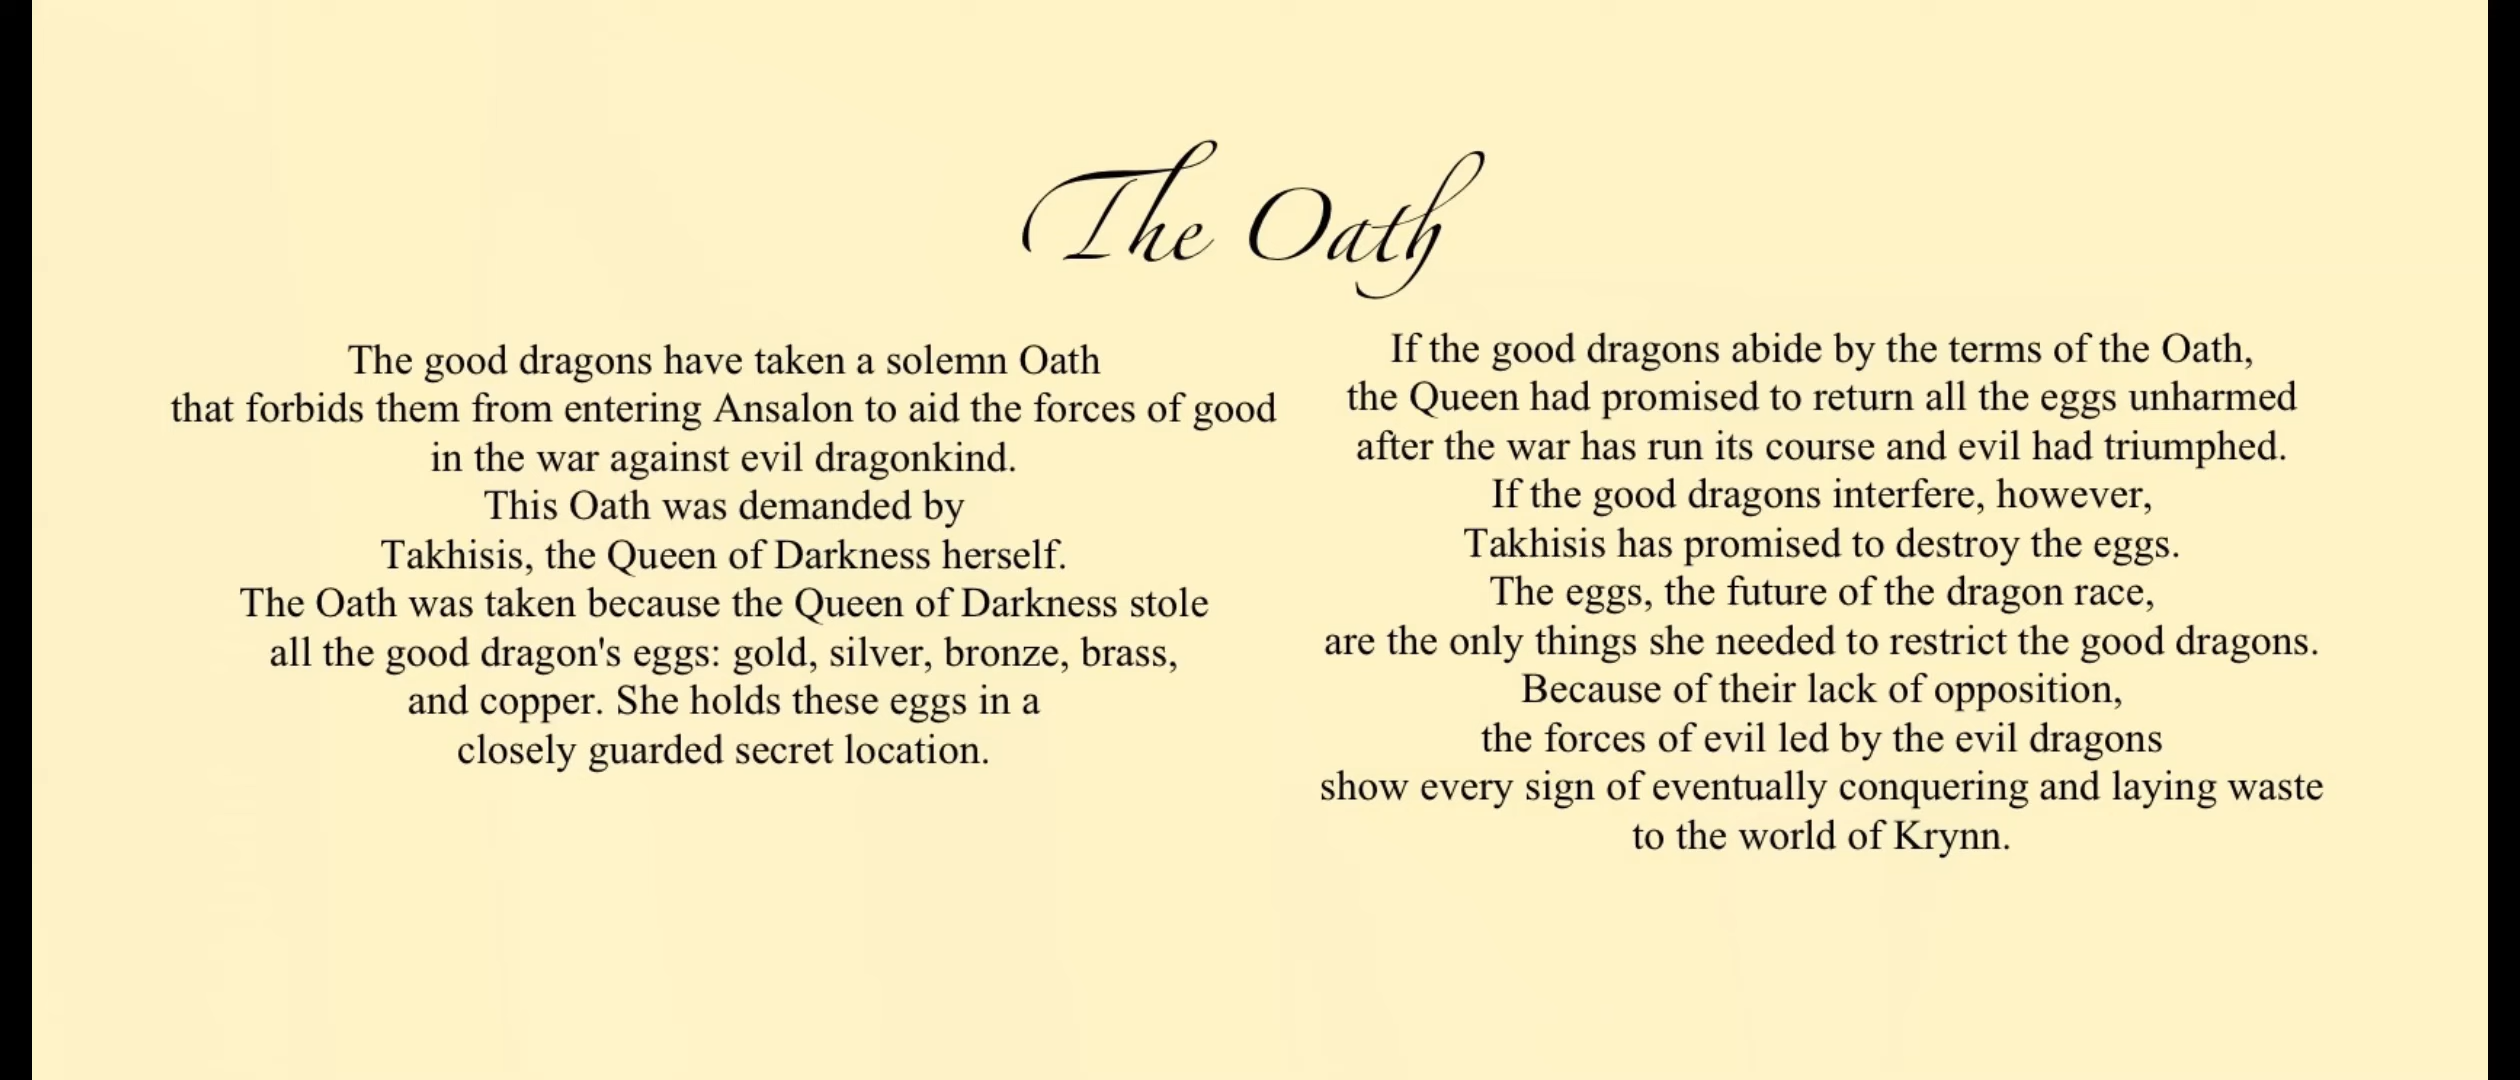 The Oath
The good dragons have taken a solemn Oath
that forbids them from entering Ansalon to aid the forces of good
in the war against evil dragonkind.
This Oath was demanded by
Takhisis, the Queen of Darkness herself.
The Oath was taken because the Queen of Darkness stole
all the good dragon's eggs: gold, silver, bronze, brass,
and copper. She holds these eggs in a
closely guarded secret location.
If the good dragons abide by the terms of the Oath,
the Queen had promised to return all the eggs unharmed
after the war has run its course and evil had triumphed.
If the good dragons interfere, however,
Takhisis has promised to destroy the eggs.
The eggs, the future of the dragon race,
are the only things she needed to restrict the good dragons.
Because of their lack of opposition,
the forces of evil led by the evil dragons
show every sign of eventually conquering and laying waste
to the world of Krynn.